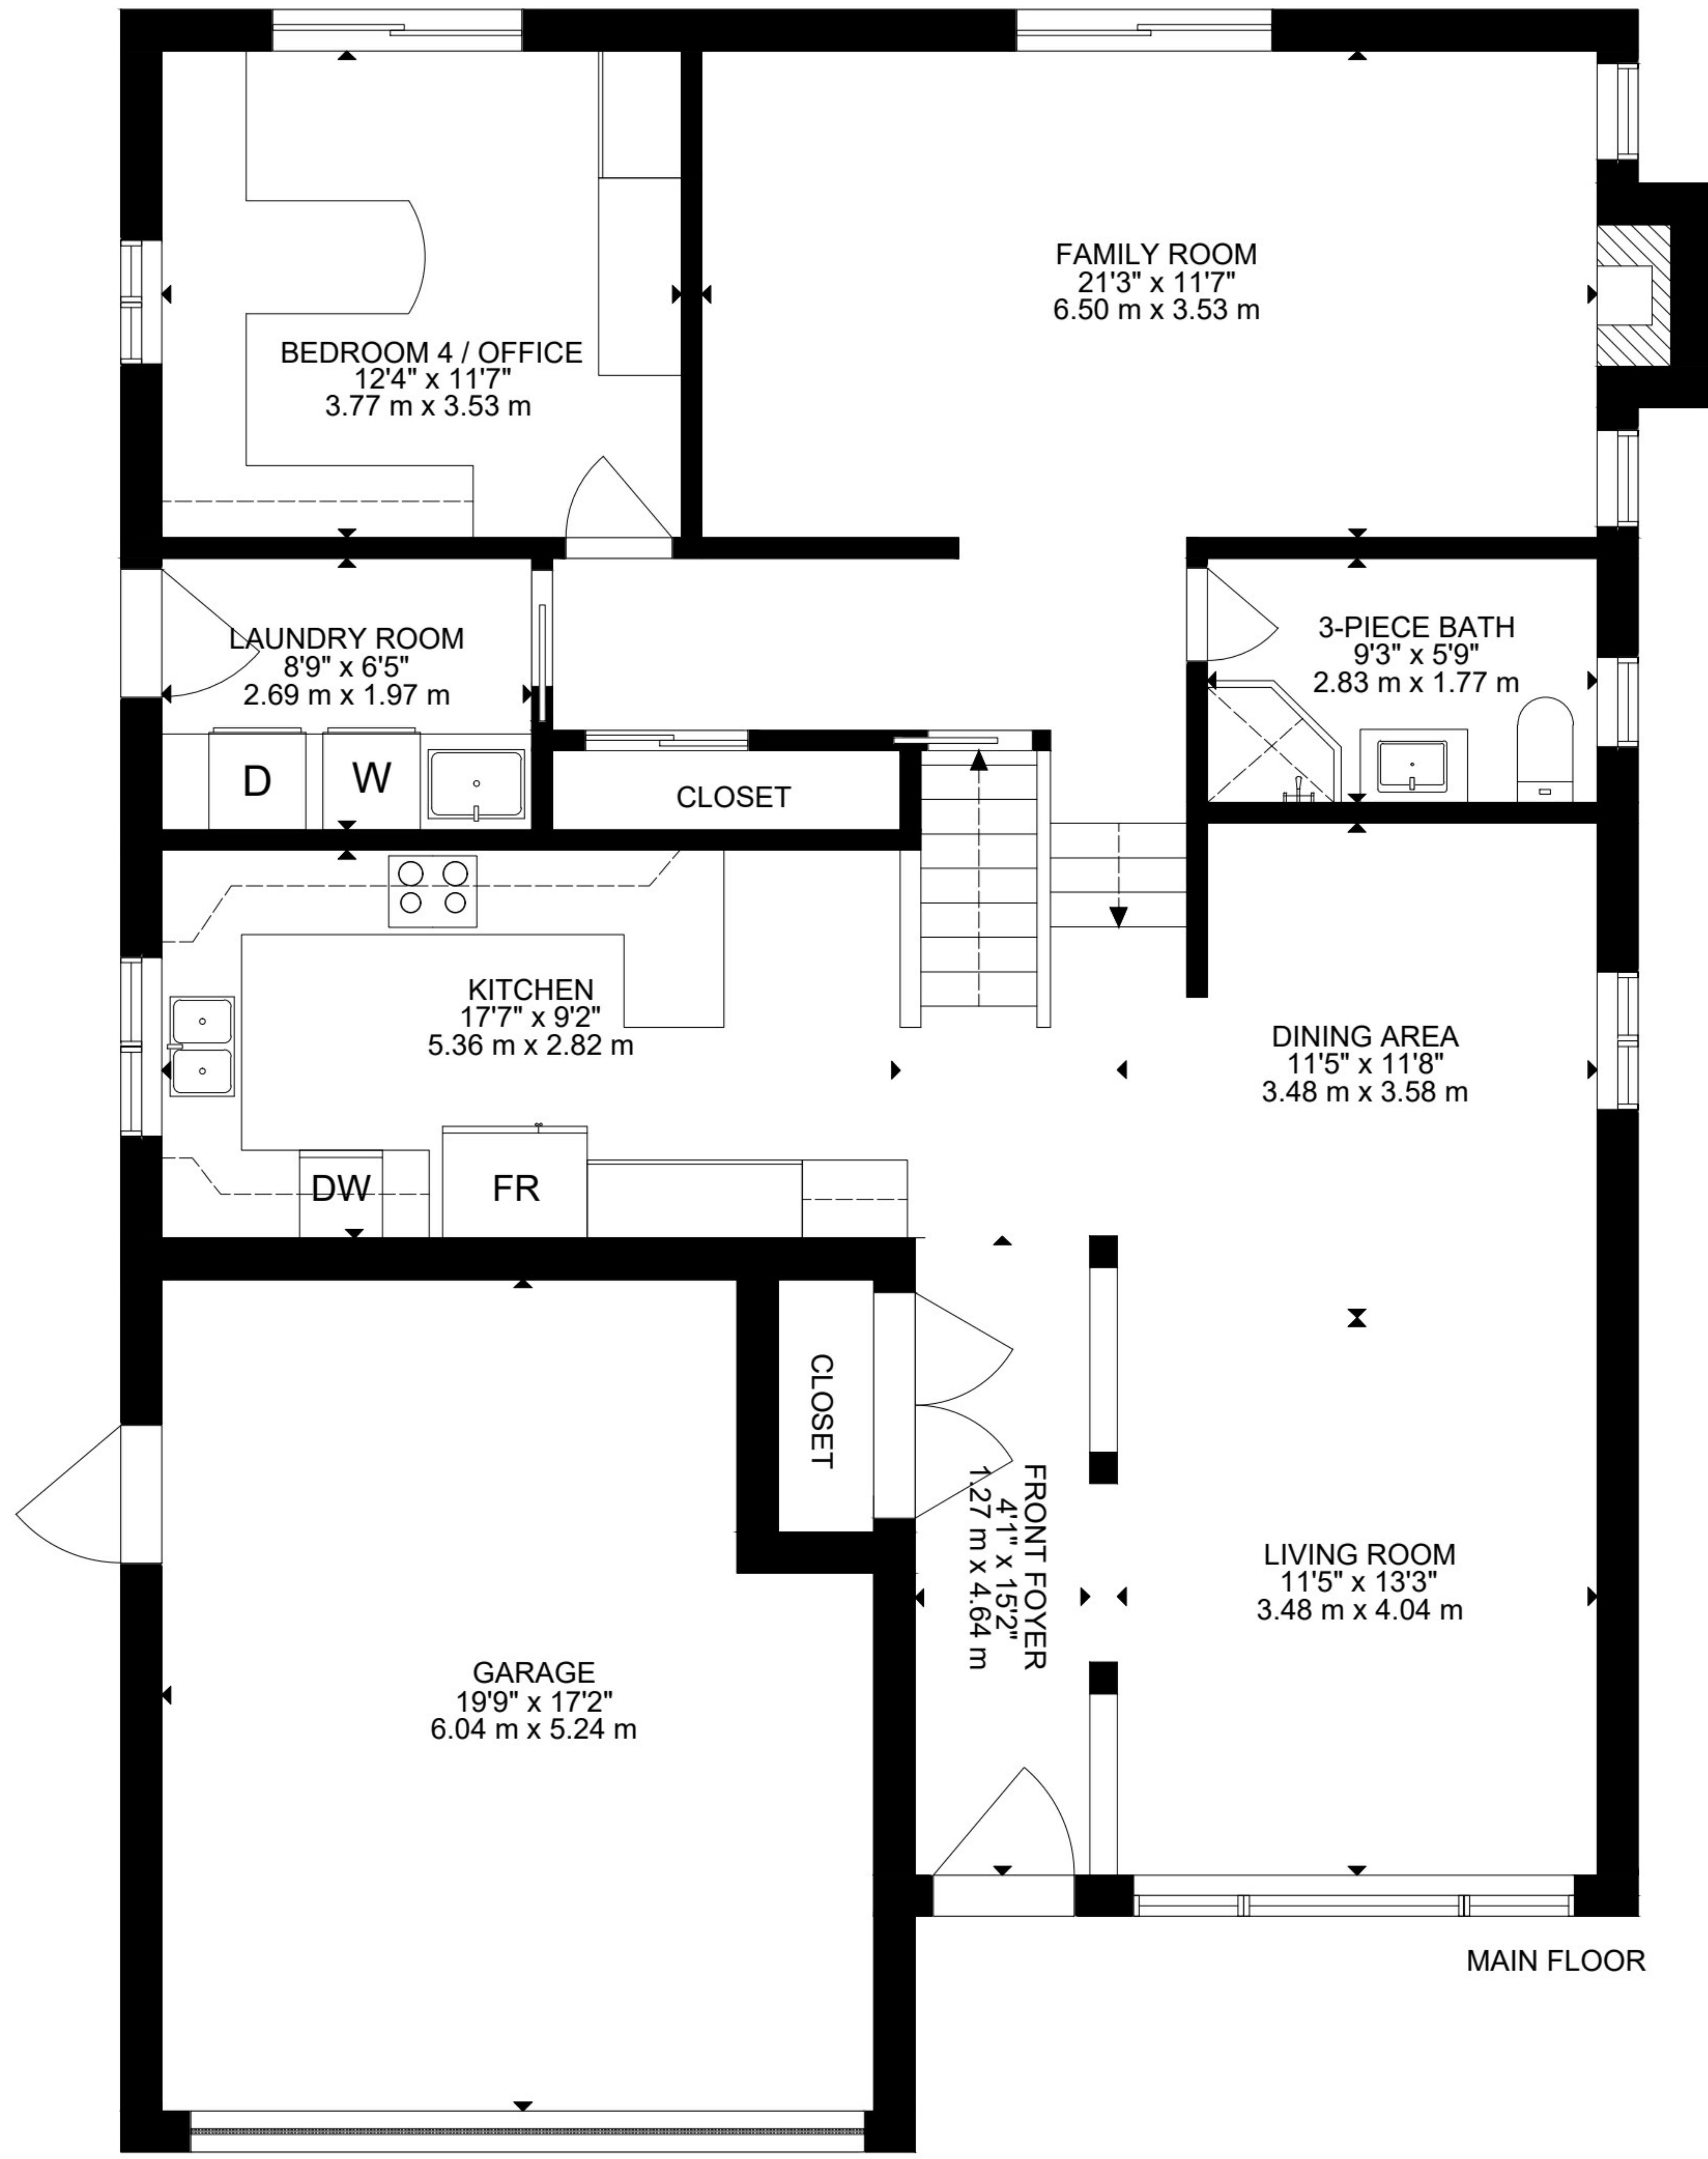 FAMILY ROOM
21'3" x 11'7"
6.50 m x 3.53 m
BEDROOM 4 / OFFICE
12'4" x 11'7"
3.77 m x 3.53 m
LAUNDRY ROOM
8'9" x 6'5"
2.69 m x 1.97 m
3-PIECE BATH
9'3" x 5'9"
2.83 m x 1.77 m
D
W
CLOSET
KITCHEN
17'7" x 9'2"
5.36 m x 2.82 m
DINING AREA
11'5" x 11'8"
3.48 m x 3.58 m
DW
FR
CLOSET
FRONT FOYER
4'1" x 15'2"
1.27 m x 4.64 m
LIVING ROOM
11'5" x 13'3"
3.48 m x 4.04 m
GARAGE
19'9" x 17'2"
6.04 m x 5.24 m
MAIN FLOOR